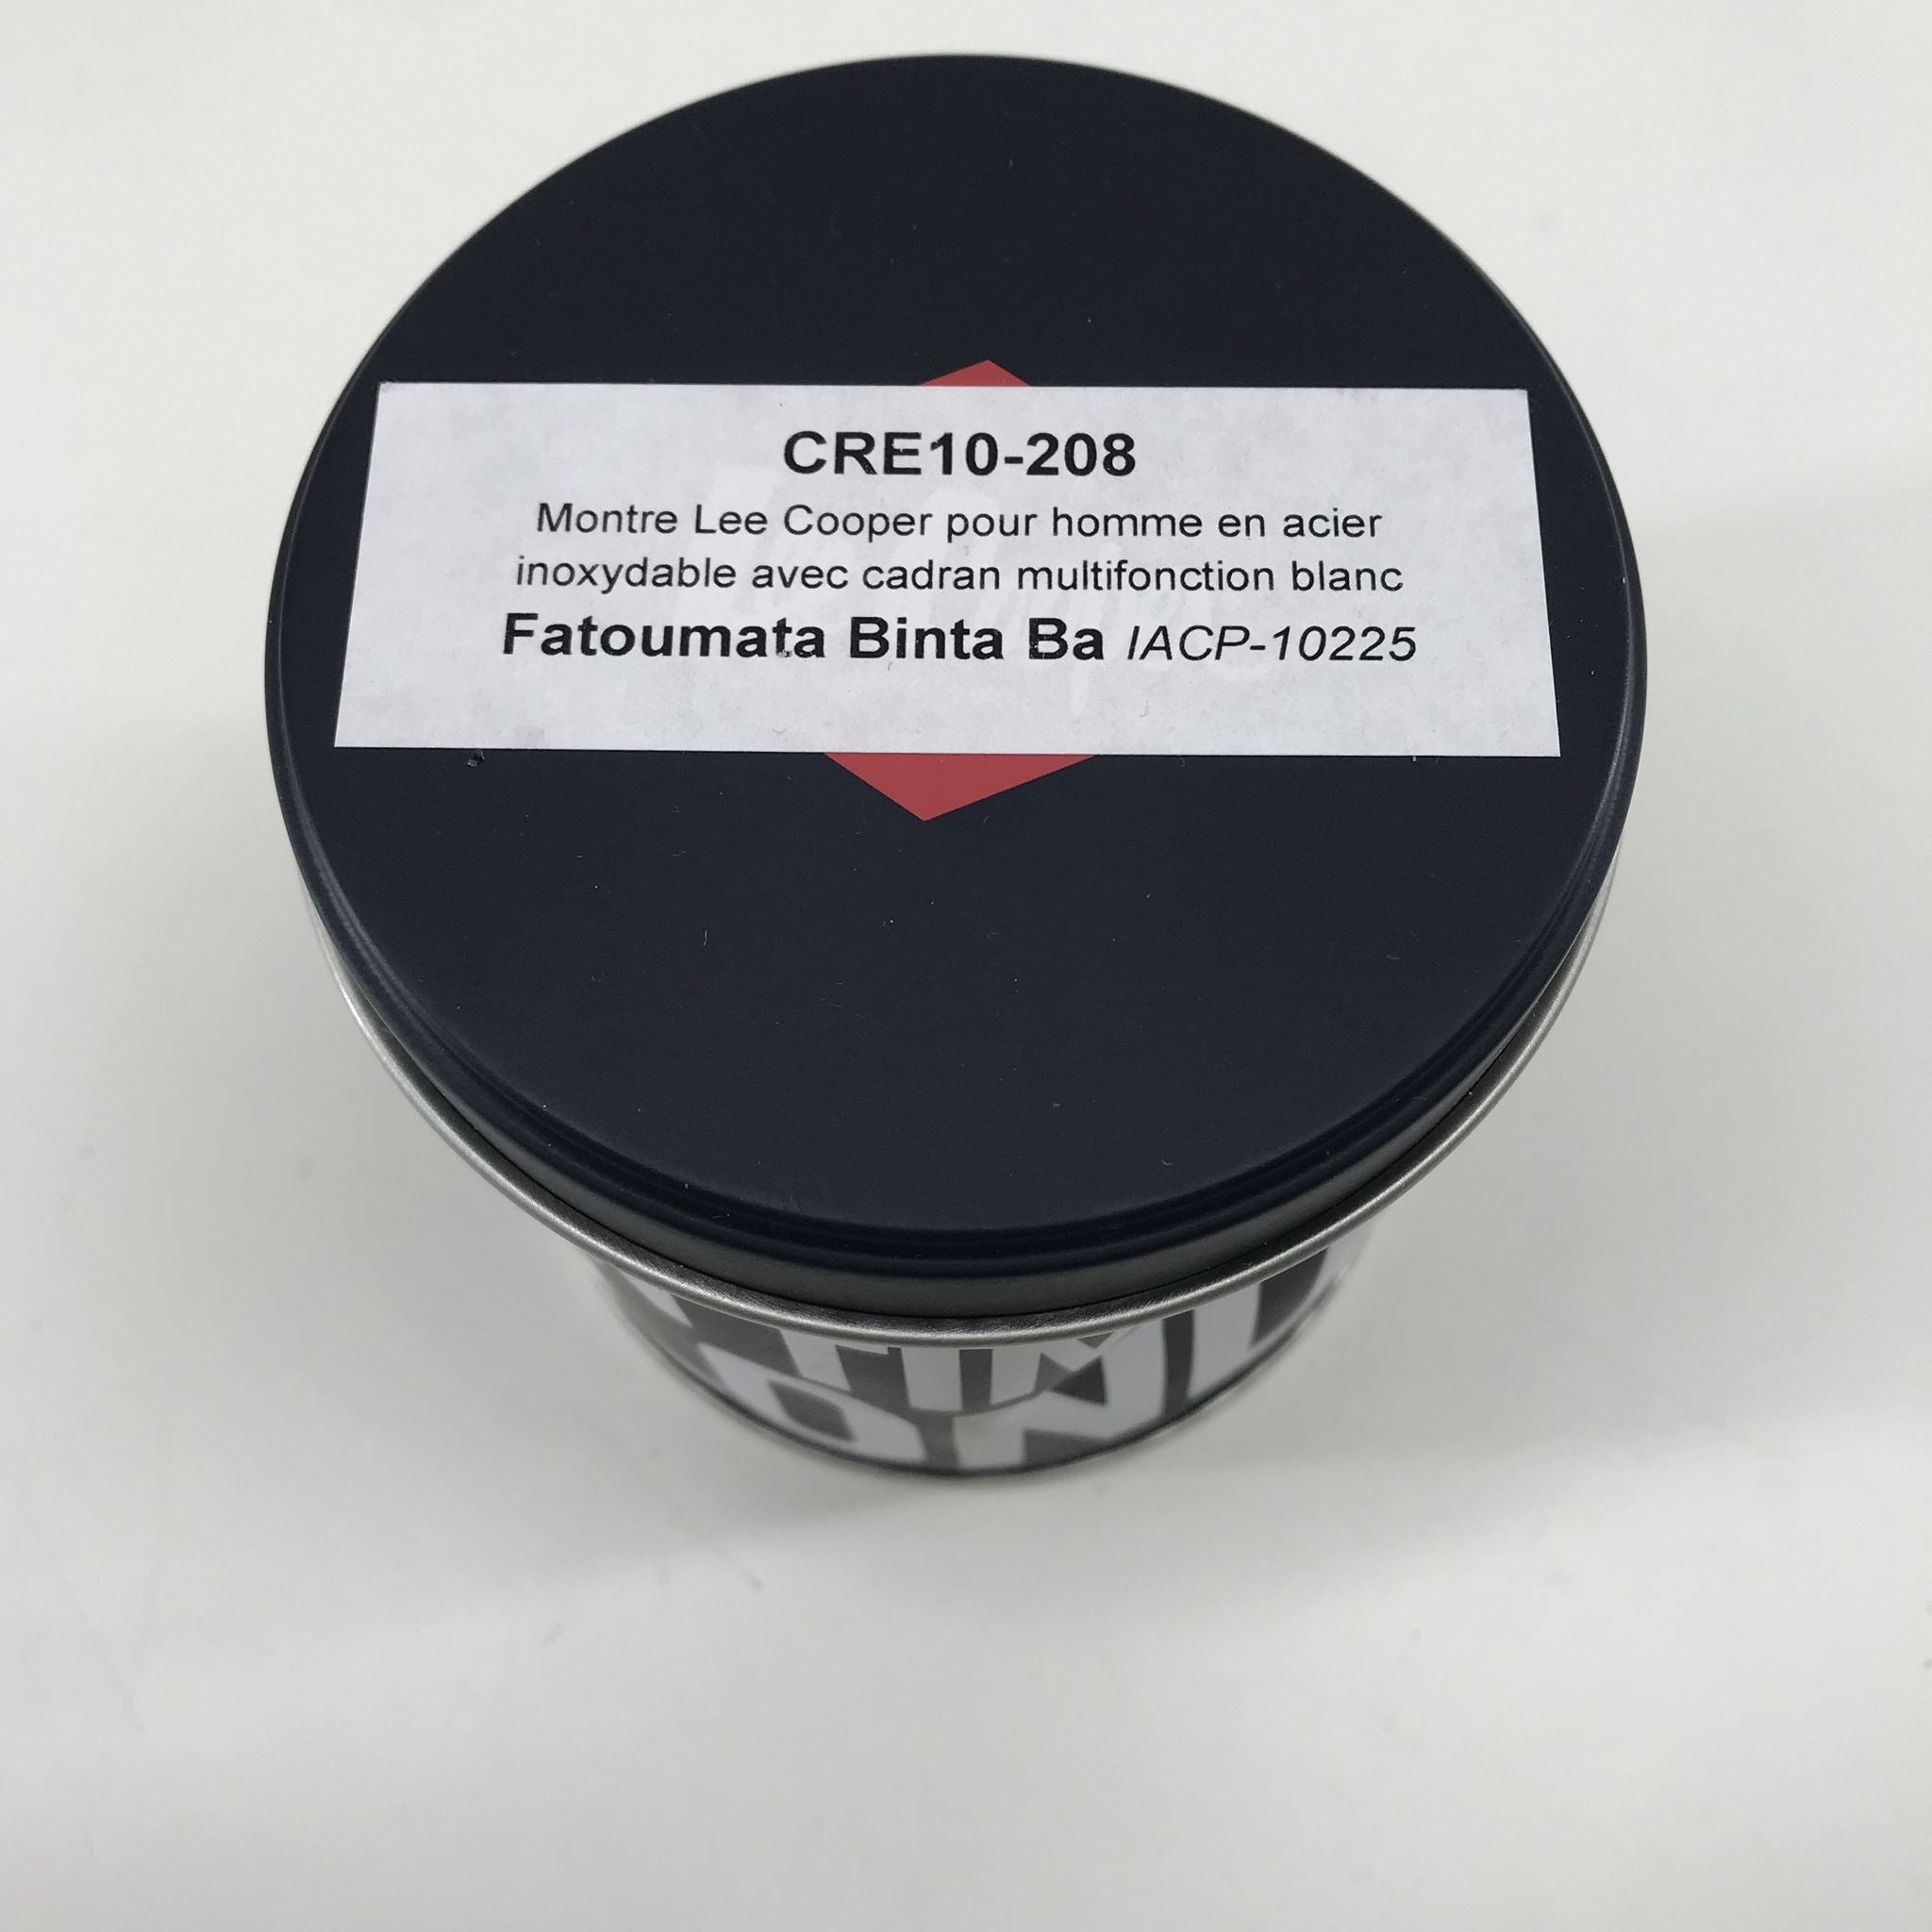 CRE10-208
Montre Lee Cooper pour homme en acier
inoxydable avec cadran multifonction blanc
Fatoumata Binta Ba IACP-10225